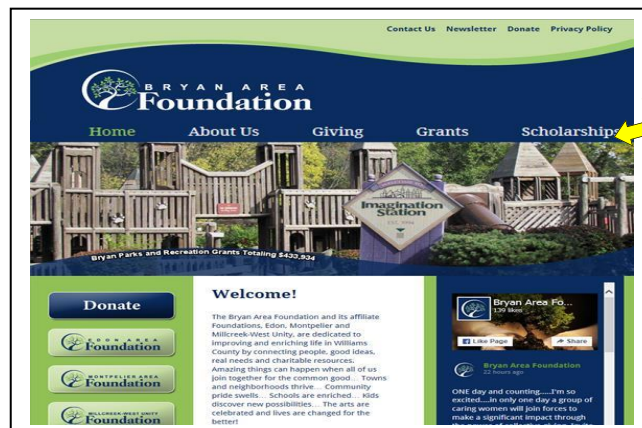 Contact Us Newsletter Donate Privacy Policy
BRYAN AREA
Foundation
Home About Us Giving Grants Scholarships
Imagination
Station
Bryan Parks and Recreation Grants Totaling $433,934
Donate
EDON AREA
Foundation
MONTPELIER AREA
Foundation
MILLCREEK-WEST UNITY
Foundation
Welcome!
The Bryan Area Foundation and its affiliate
Foundations, Edon, Montpelier and
Millcreek-West Unity, are dedicated to
improving and enriching life in Williams
County by connecting people, good ideas,
real needs and charitable resources.
Amazing things can happen when all of us
join together for the common good... Towns
and neighborhoods thrive... Community
pride swells... Schools are enriched... Kids
discover new possibilities... The arts are
celebrated and lives are changed for the
better!
Bryan Area Fo...
139 likes
Like Page Share
Bryan Area Foundation
22 hours ago
ONE day and counting.....I'm so
excited....in only one day a group of
caring women will join forces to
make a significant impact through